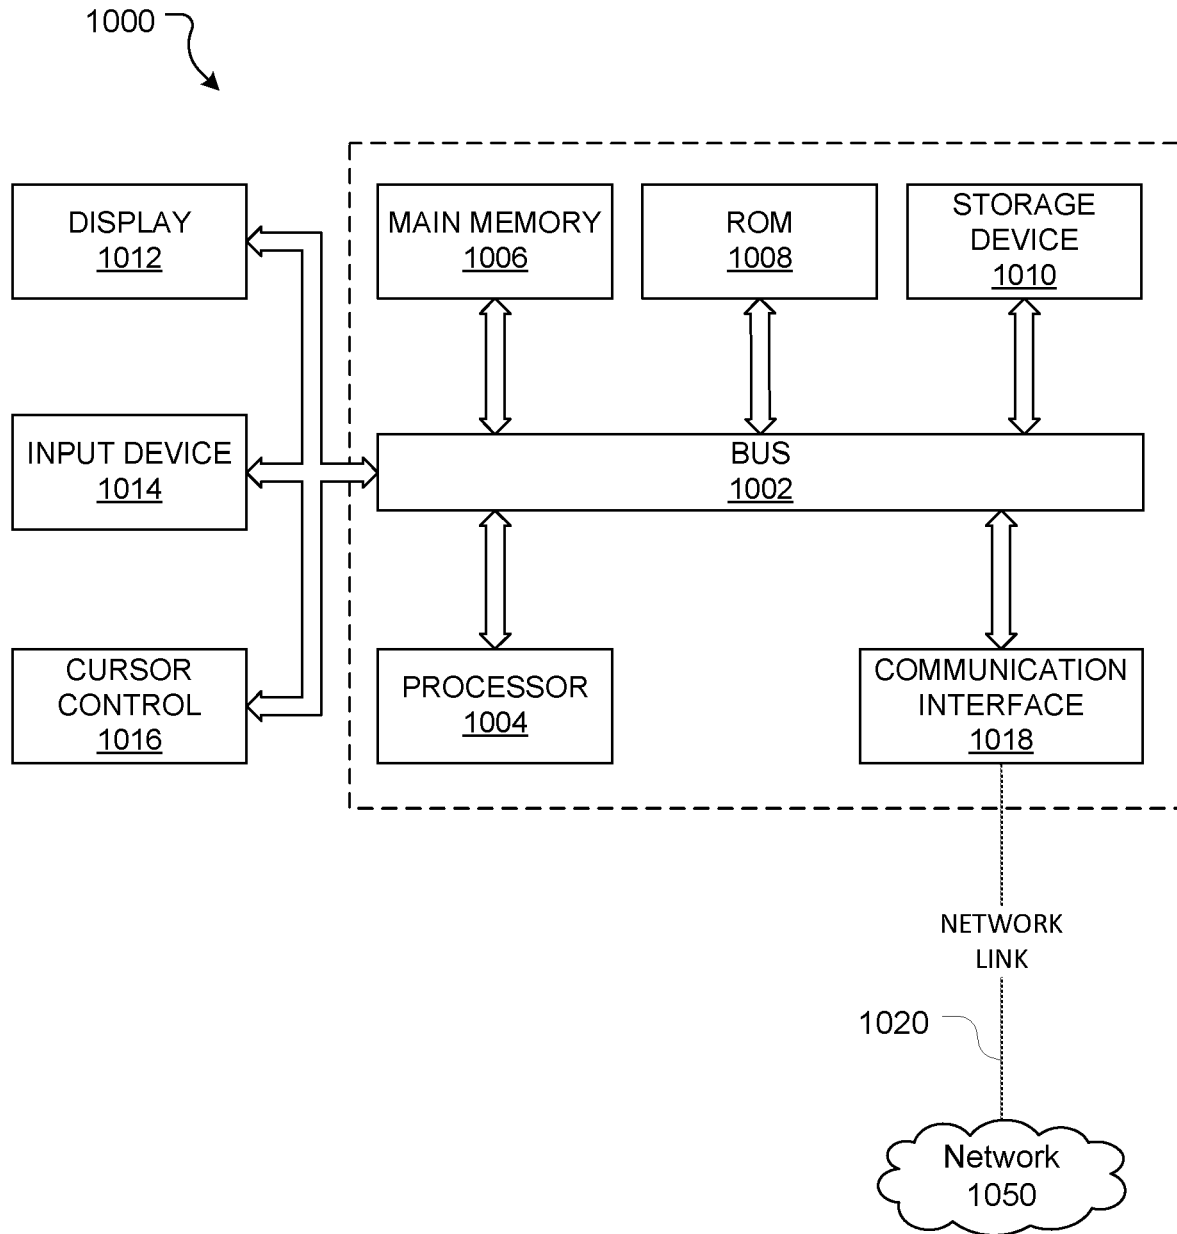 1000
DISPLAY
1012
MAIN MEMORY
1006
ROM
1008
STORAGE
DEVICE
1010
INPUT DEVICE
1014
BUS
1002
CURSOR
CONTROL
1016
PROCESSOR
1004
COMMUNICATION
INTERFACE
1018
NETWORK
LINK
1020
Network
1050